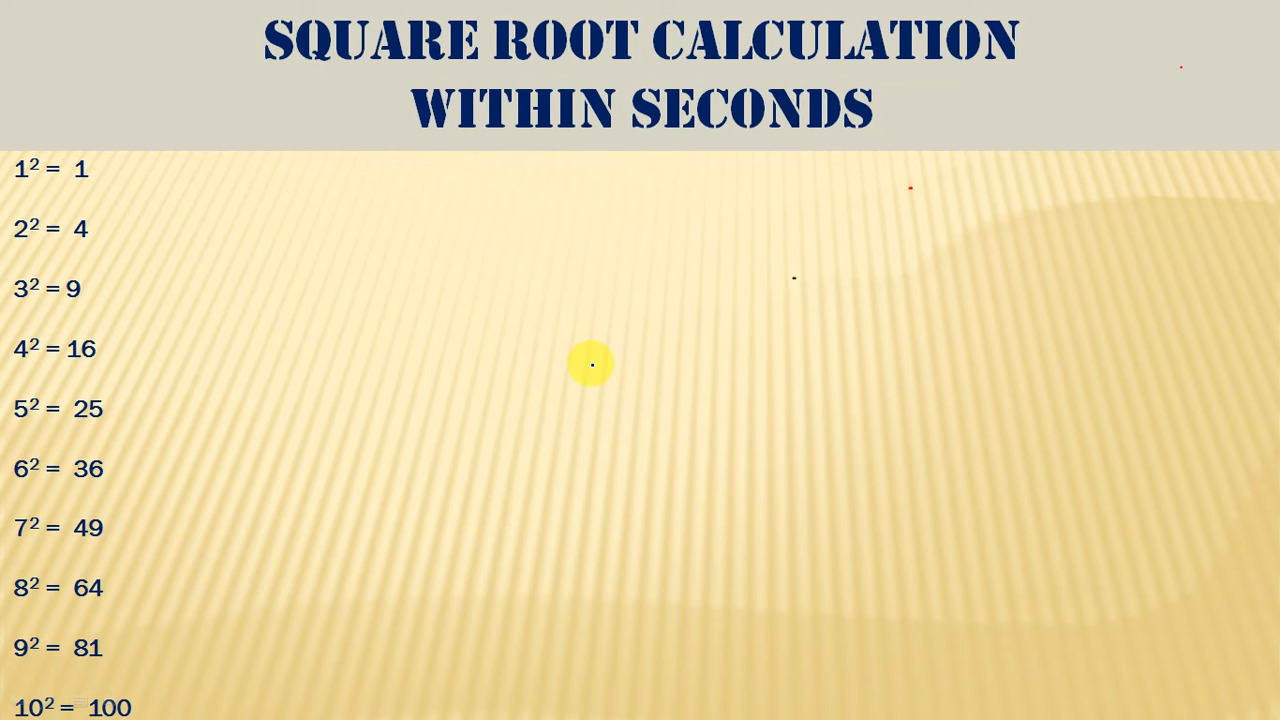 SQUARE ROOT CALCULATION
WITHIN SECONDS
1² = 1
2² = 4
3² = 9
4² = 16
5² = 25
6² = 36
7² = 49
8² = 64
9² = 81
10² = 100